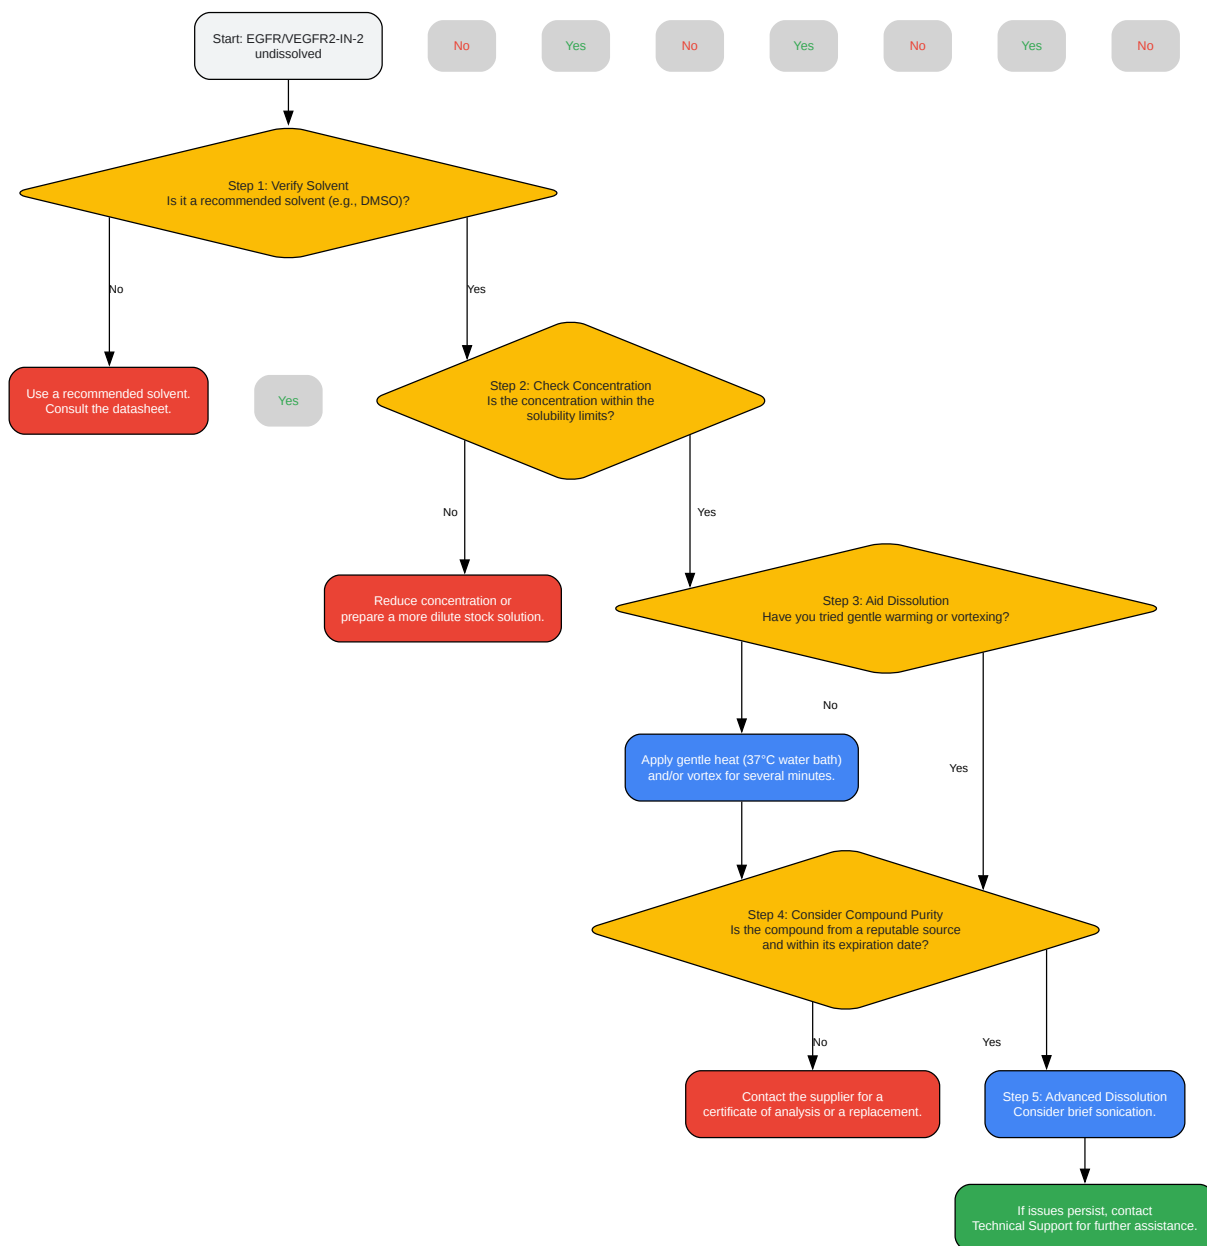 Start: EGFR/VEGFR2-IN-2
undissolved
No
Yes
No
Yes
No
Yes
No
Step 1: Verify Solvent
Is it a recommended solvent (e.g., DMSO)?
No
Yes
Use a recommended solvent.
Consult the datasheet.
Yes
Step 2: Check Concentration
Is the concentration within the
solubility limits?
No
Yes
Reduce concentration or
prepare a more dilute stock solution.
Step 3: Aid Dissolution
Have you tried gentle warming or vortexing?
No
Yes
Apply gentle heat (37°C water bath)
and/or vortex for several minutes.
Step 4: Consider Compound Purity
Is the compound from a reputable source
and within its expiration date?
No
Yes
Contact the supplier for a
certificate of analysis or a replacement.
Step 5: Advanced Dissolution
Consider brief sonication.
If issues persist, contact
Technical Support for further assistance.